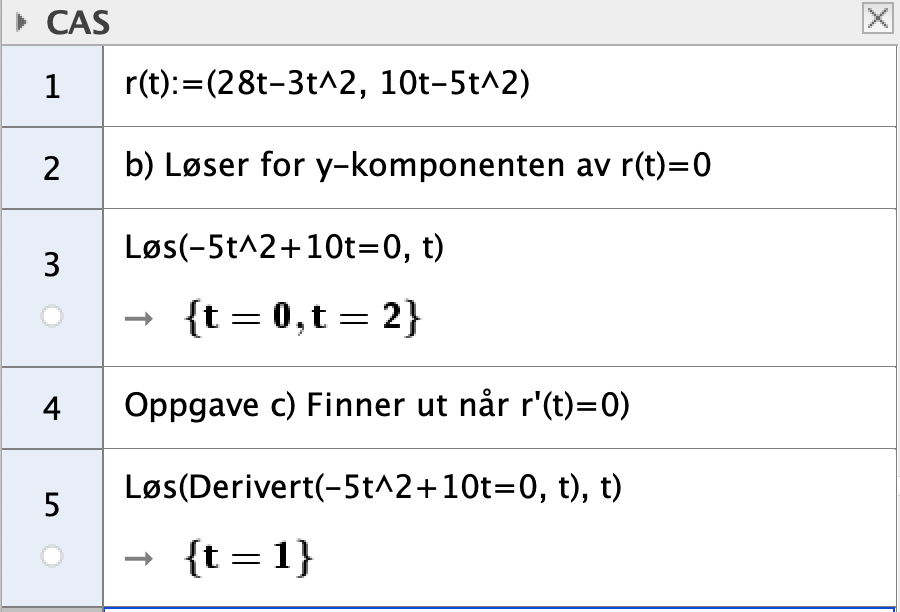 CAS
1
r(t):=(28t–3t^2, 10t–5t^2)
2
b) Løser for y–komponenten av r(t)=0
3
Løs(–5t^2+10t=0, t)
→ {t = 0, t = 2}
4
Oppgave c) Finner ut når r'(t)=0)
5
Løs(Derivert(–5t^2+10t=0, t), t)
→ {t = 1}